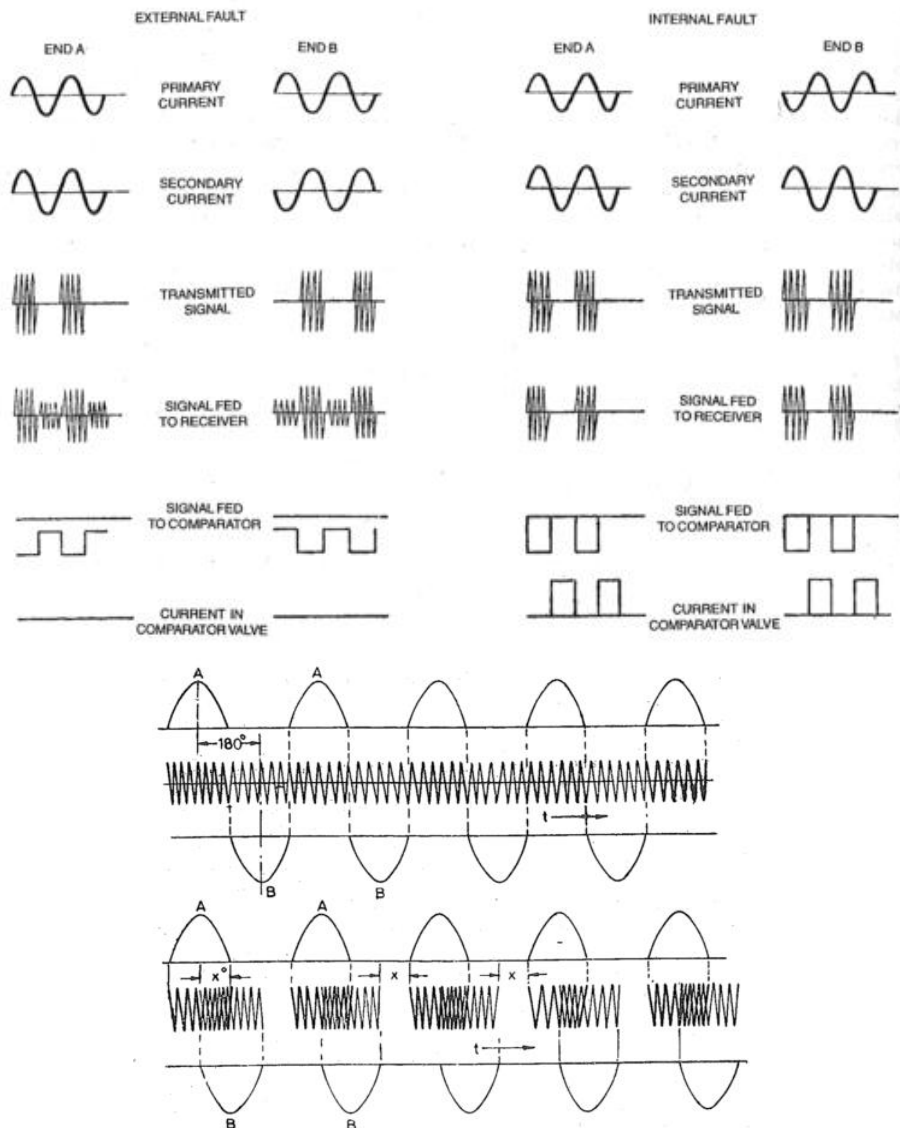 EXTERNAL FAULT
INTERNAL FAULT
END A
END B
END A
END B
PRIMARY
CURRENT
PRIMARY
CURRENT
SECONDARY
CURRENT
SECONDARY
CURRENT
TRANSMITTED
SIGNAL
TRANSMITTED
SIGNAL
SIGNAL FED
TO RECEIVER
SIGNAL FED
TO RECEIVER
SIGNAL FED
TO COMPARATOR
SIGNAL FED
TO COMPARATOR
CURRENT IN
COMPARATOR VALVE
CURRENT IN
COMPARATOR VALVE
A
A
180°
t
B
B
A
A
x°
x
x
t
B
B